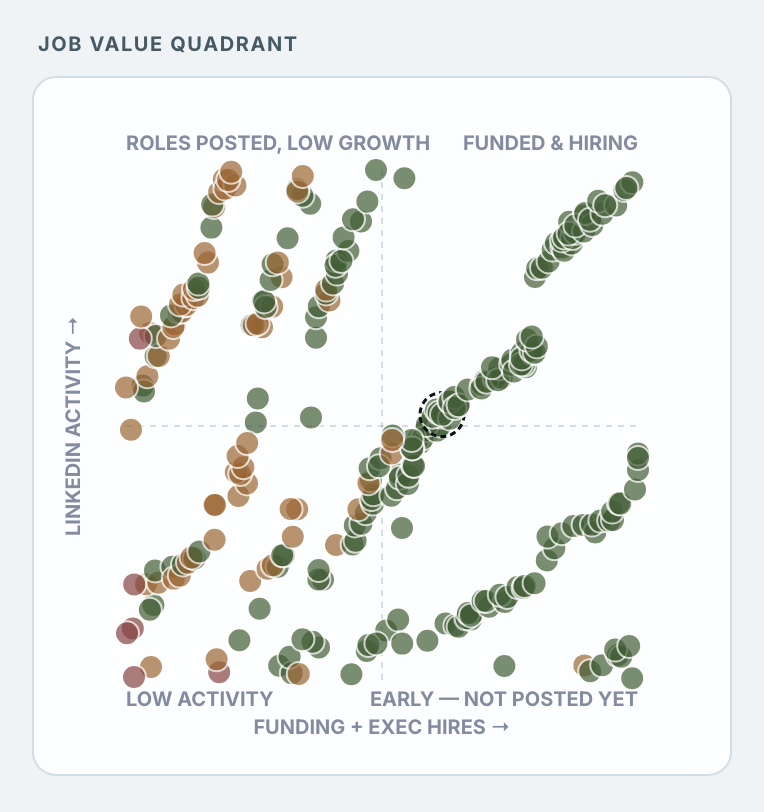 JOB VALUE QUADRANT
ROLES POSTED, LOW GROWTH
FUNDED & HIRING
LINKEDIN ACTIVITY →
LOW ACTIVITY
EARLY — NOT POSTED YET
FUNDING + EXEC HIRES →